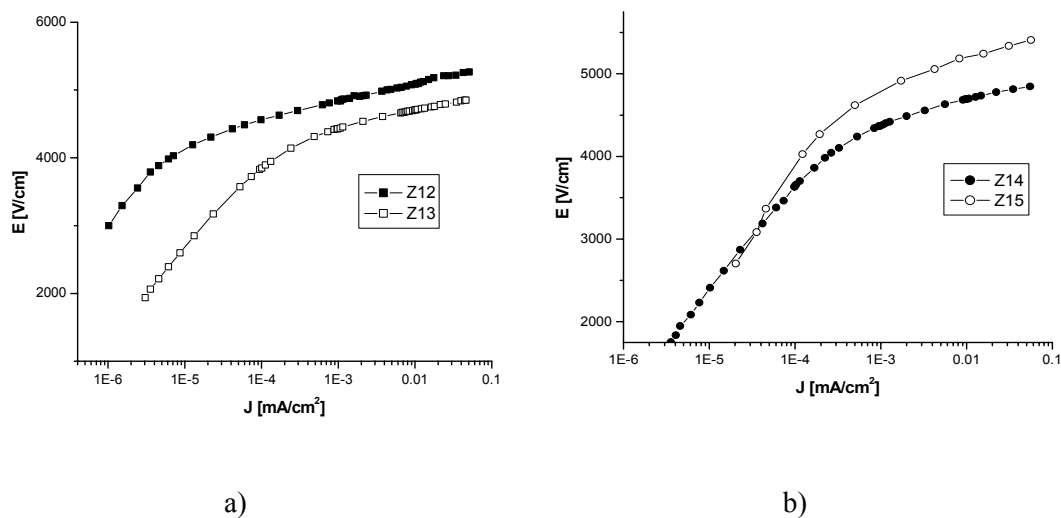 6000
4000
2000
E [V/cm]
Z12
Z13
1E-6
1E-5
1E-4
1E-3
0.01
0.1
J [mA/cm²]
a)
5000
4000
3000
2000
E [V/cm]
Z14
Z15
1E-6
1E-5
1E-4
1E-3
0.01
0.1
J [mA/cm²]
b)